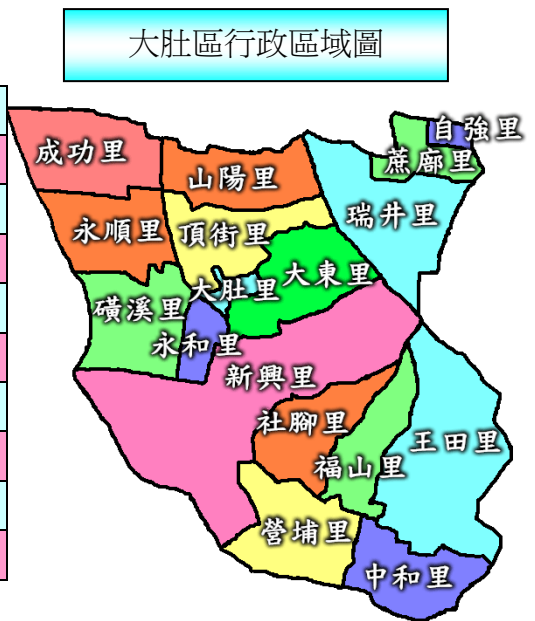 大肚區行政區域圖
自強里
成功里
蔗廍里
山陽里
瑞井里
永順里
頂街里
大東里
大肚里
磺溪里
永和里
新興里
社腳里
王田里
福山里
營埔里
中和里